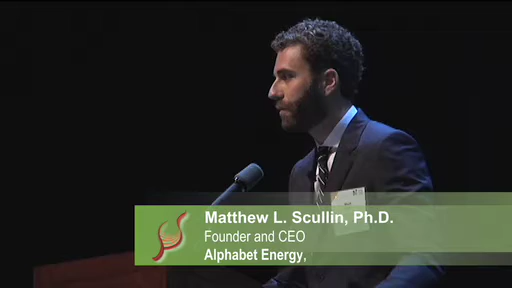 Matthew L. Scullin, Ph.D.
Founder and CEO
Alphabet Energy,